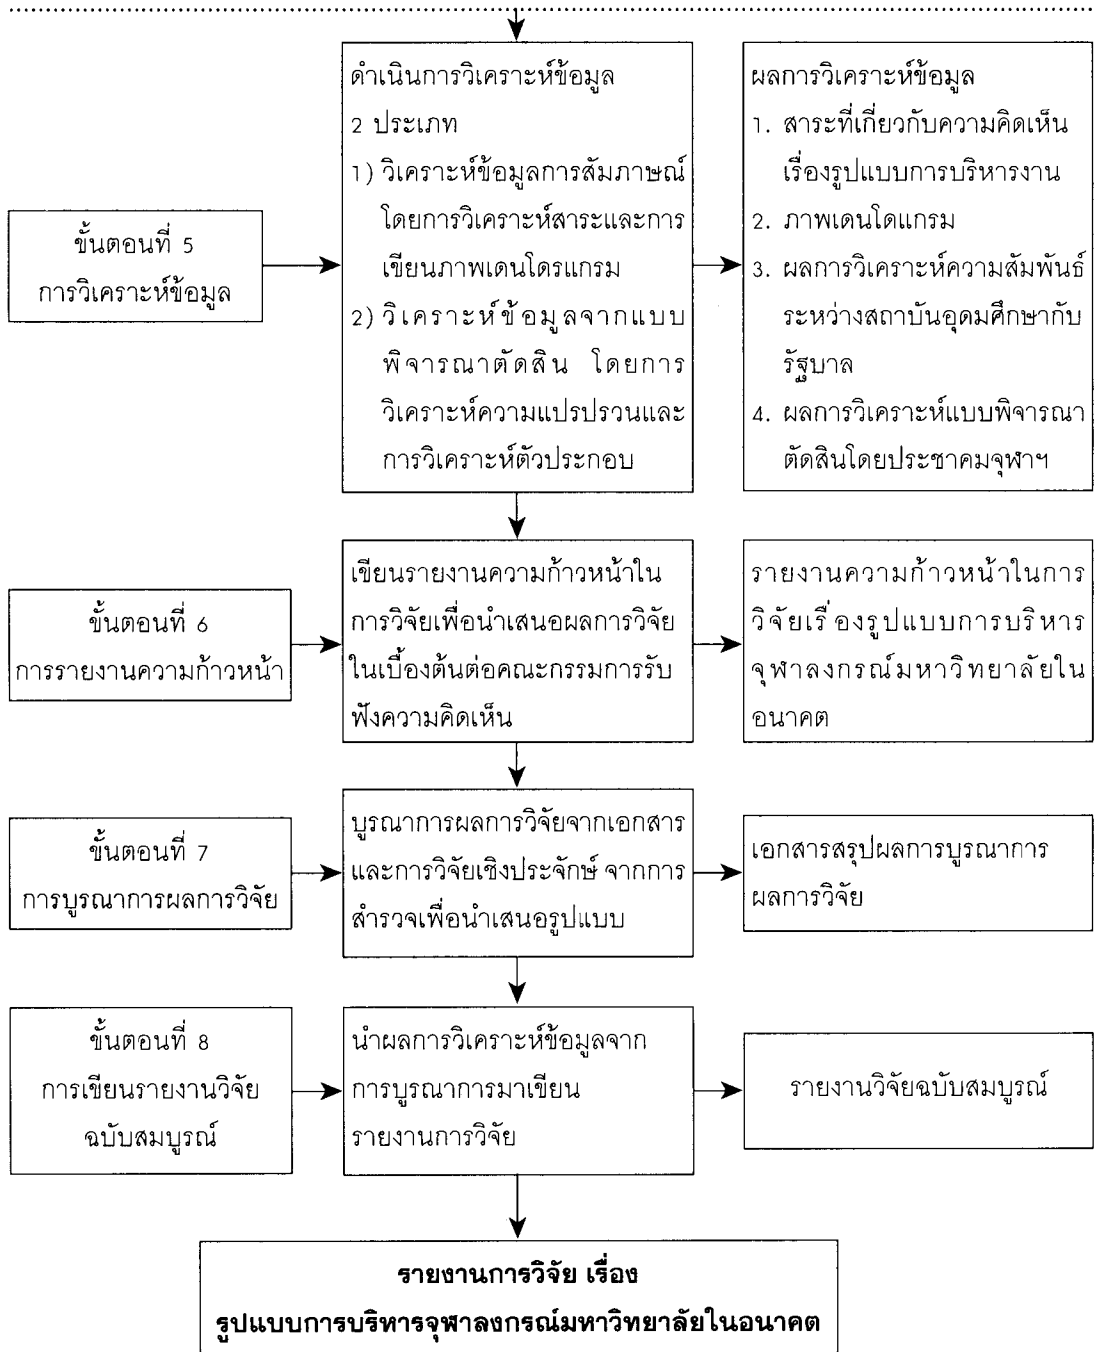 ขั้นตอนที่ 5
การวิเคราะห์ข้อมูล
ดำเนินการวิเคราะห์ข้อมูล
2 ประเภท
1) วิเคราะห์ข้อมูลการสัมภาษณ์
โดยการวิเคราะห์สาระและการ
เขียนภาพเดนโดรแกรม
2) วิเคราะห์ข้อมูลจากแบบ
พิจารณาตัดสิน โดยการ
วิเคราะห์ความแปรปรวนและ
การวิเคราะห์ตัวประกอบ
ผลการวิเคราะห์ข้อมูล
1. สาระที่เกี่ยวกับความคิดเห็น
เรื่องรูปแบบการบริหารงาน
2. ภาพเดนโดแกรม
3. ผลการวิเคราะห์ความสัมพันธ์
ระหว่างสถาบันอุดมศึกษากับ
รัฐบาล
4. ผลการวิเคราะห์แบบพิจารณา
ตัดสินโดยประชาคมจุฬาฯ
ขั้นตอนที่ 6
การรายงานความก้าวหน้า
เขียนรายงานความก้าวหน้าใน
การวิจัยเพื่อนำเสนอผลการวิจัย
ในเบื้องต้นต่อคณะกรรมการรับ
ฟังความคิดเห็น
รายงานความก้าวหน้าในการ
วิจัยเรื่องรูปแบบการบริหาร
จุฬาลงกรณ์มหาวิทยาลัยใน
อนาคต
ขั้นตอนที่ 7
การบูรณาการผลการวิจัย
บูรณาการผลการวิจัยจากเอกสาร
และการวิจัยเชิงประจักษ์ จากการ
สำรวจเพื่อนำเสนอรูปแบบ
เอกสารสรุปผลการบูรณาการ
ผลการวิจัย
ขั้นตอนที่ 8
การเขียนรายงานวิจัย
ฉบับสมบูรณ์
นำผลการวิเคราะห์ข้อมูลจาก
การบูรณาการมาเขียน
รายงานการวิจัย
รายงานวิจัยฉบับสมบูรณ์
รายงานการวิจัย เรื่อง
รูปแบบการบริหารจุฬาลงกรณ์มหาวิทยาลัยในอนาคต